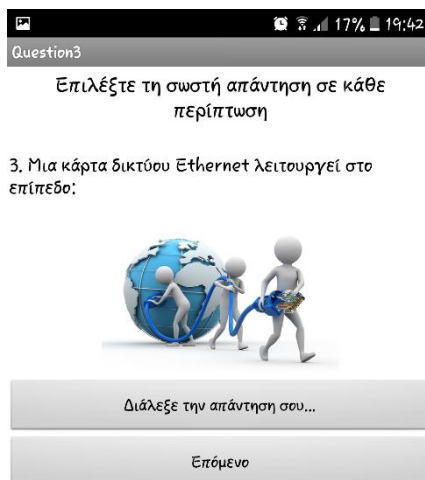 17% 19:42
Question3
Επιλέξτε τη σωστή απάντηση σε κάθε
περίπτωση
3. Μια κάρτα δικτύου Ethernet λειτουργεί στο
επίπεδο:
Διάλεξε την απάντηση σου...
Επόμενο